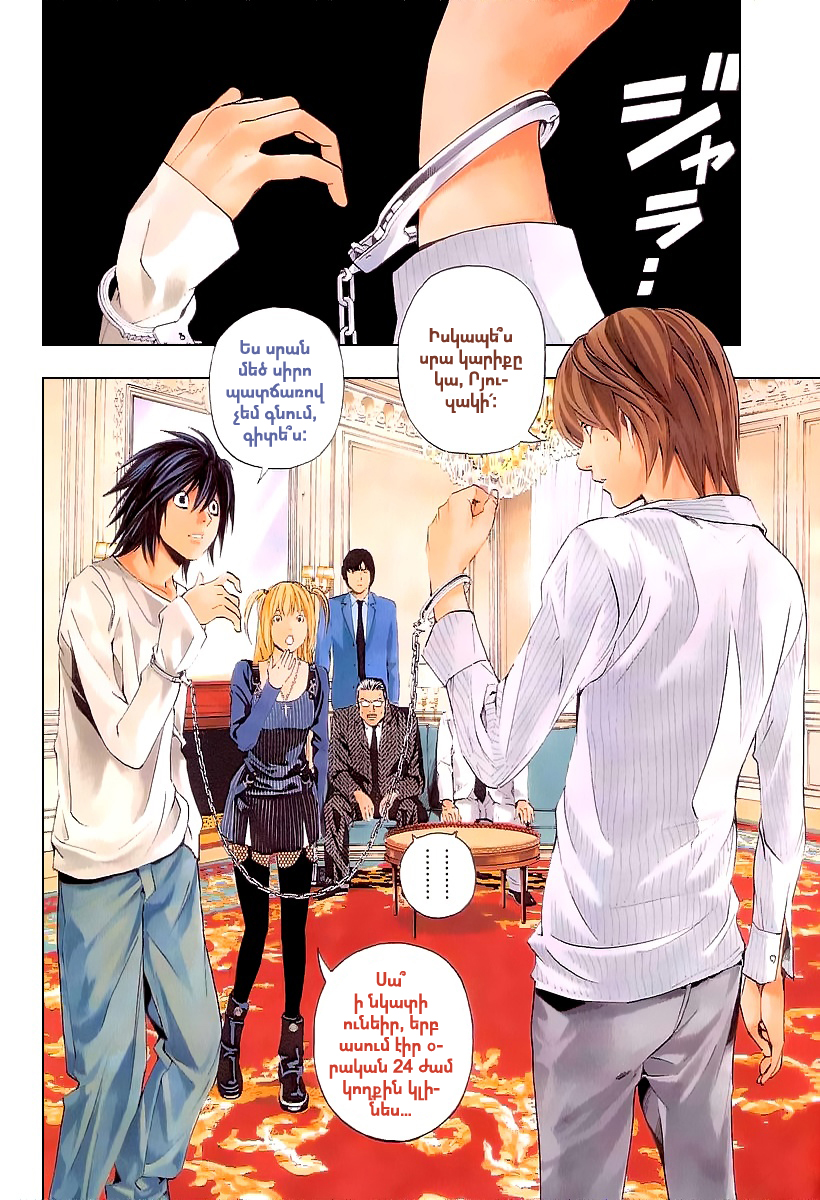 ジャラ…
Իսկապե՞ս
սրա կարիքը
կա, Րյու-
զակի՛:
Ես սրան
մեծ սիրո
պատճառով
չեմ գնում,
գիտե՞ս:
……
Սա՞
ի նկատի
ունեիր, երբ
ասում էիր օ-
րական 24 ժամ
կողքին կլի-
նես...